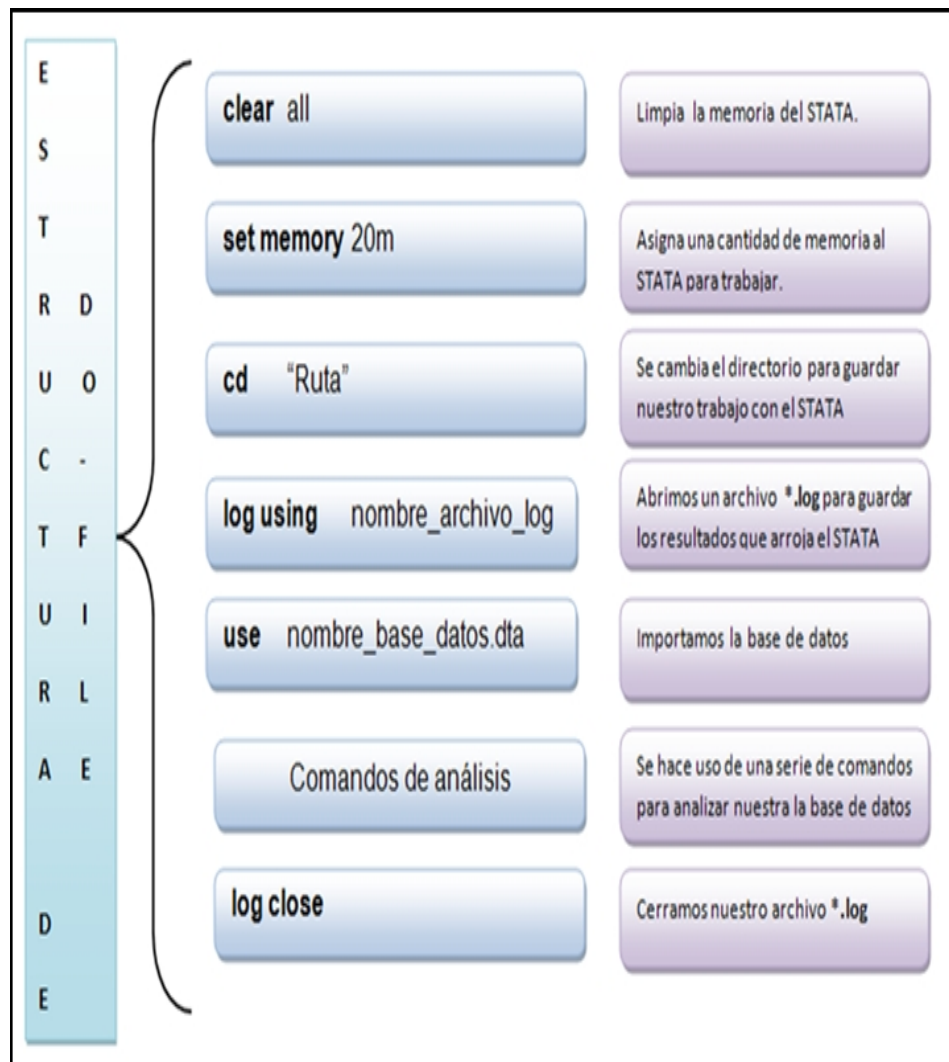 ESTRUCTURA DE
DO-FILE
clear all
Limpia la memoria del STATA.
set memory 20m
Asigna una cantidad de memoria al
STATA para trabajar.
cd “Ruta”
Se cambia el directorio para guardar
nuestro trabajo con el STATA
log using nombre_archivo_log
Abrimos un archivo *.log para guardar
los resultados que arroja el STATA
use nombre_base_datos.dta
Importamos la base de datos
Comandos de análisis
Se hace uso de una serie de comandos
para analizar nuestra la base de datos
log close
Cerramos nuestro archivo *.log